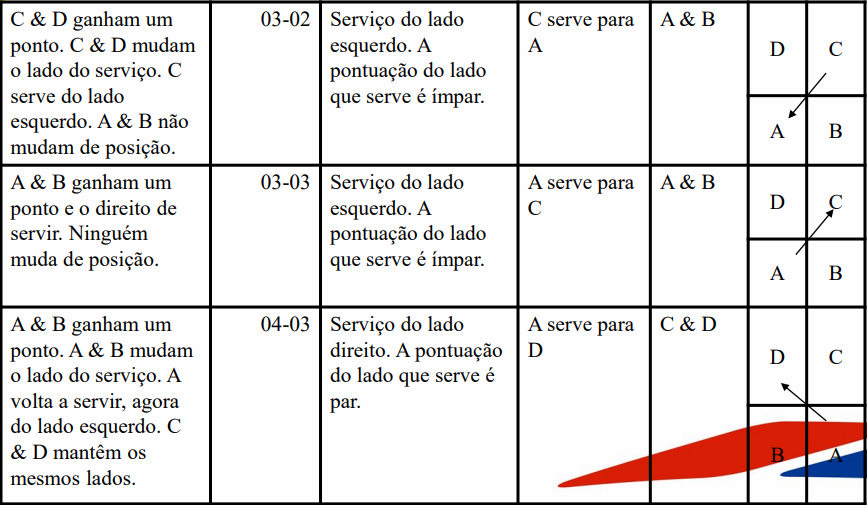 C & D ganham um
ponto. C & D mudam
o lado do serviço. C
serve do lado
esquerdo. A & B não
mudam de posição.
03-02
Serviço do lado
esquerdo. A
pontuação do lado
que serve é ímpar.
C serve para
A
A & B
D C
A B
A & B ganham um
ponto e o direito de
servir. Ninguém
muda de posição.
03-03
Serviço do lado
esquerdo. A
pontuação do lado
que serve é ímpar.
A serve para
C
A & B
D C
A B
A & B ganham um
ponto. A & B mudam
o lado do serviço. A
volta a servir, agora
do lado esquerdo. C
& D mantêm os
mesmos lados.
04-03
Serviço do lado
direito. A pontuação
do lado que serve é
par.
A serve para
D
C & D
D C
B A